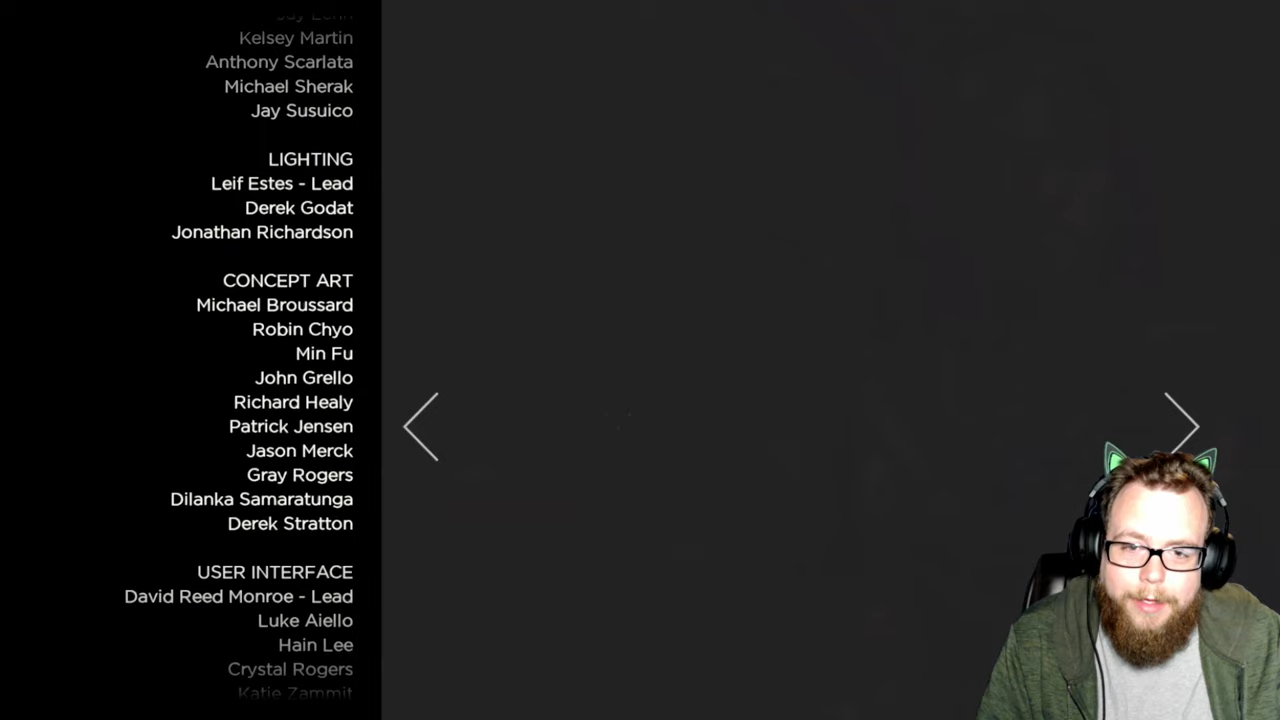 Kelsey Martin
Anthony Scarlata
Michael Sherak
Jay Susuico
LIGHTING
Leif Estes - Lead
Derek Godat
Jonathan Richardson
CONCEPT ART
Michael Broussard
Robin Chyo
Min Fu
John Grello
Richard Healy
Patrick Jensen
Jason Merck
Gray Rogers
Dilanka Samaratunga
Derek Stratton
USER INTERFACE
David Reed Monroe - Lead
Luke Aiello
Hain Lee
Crystal Rogers
Katie Zammit